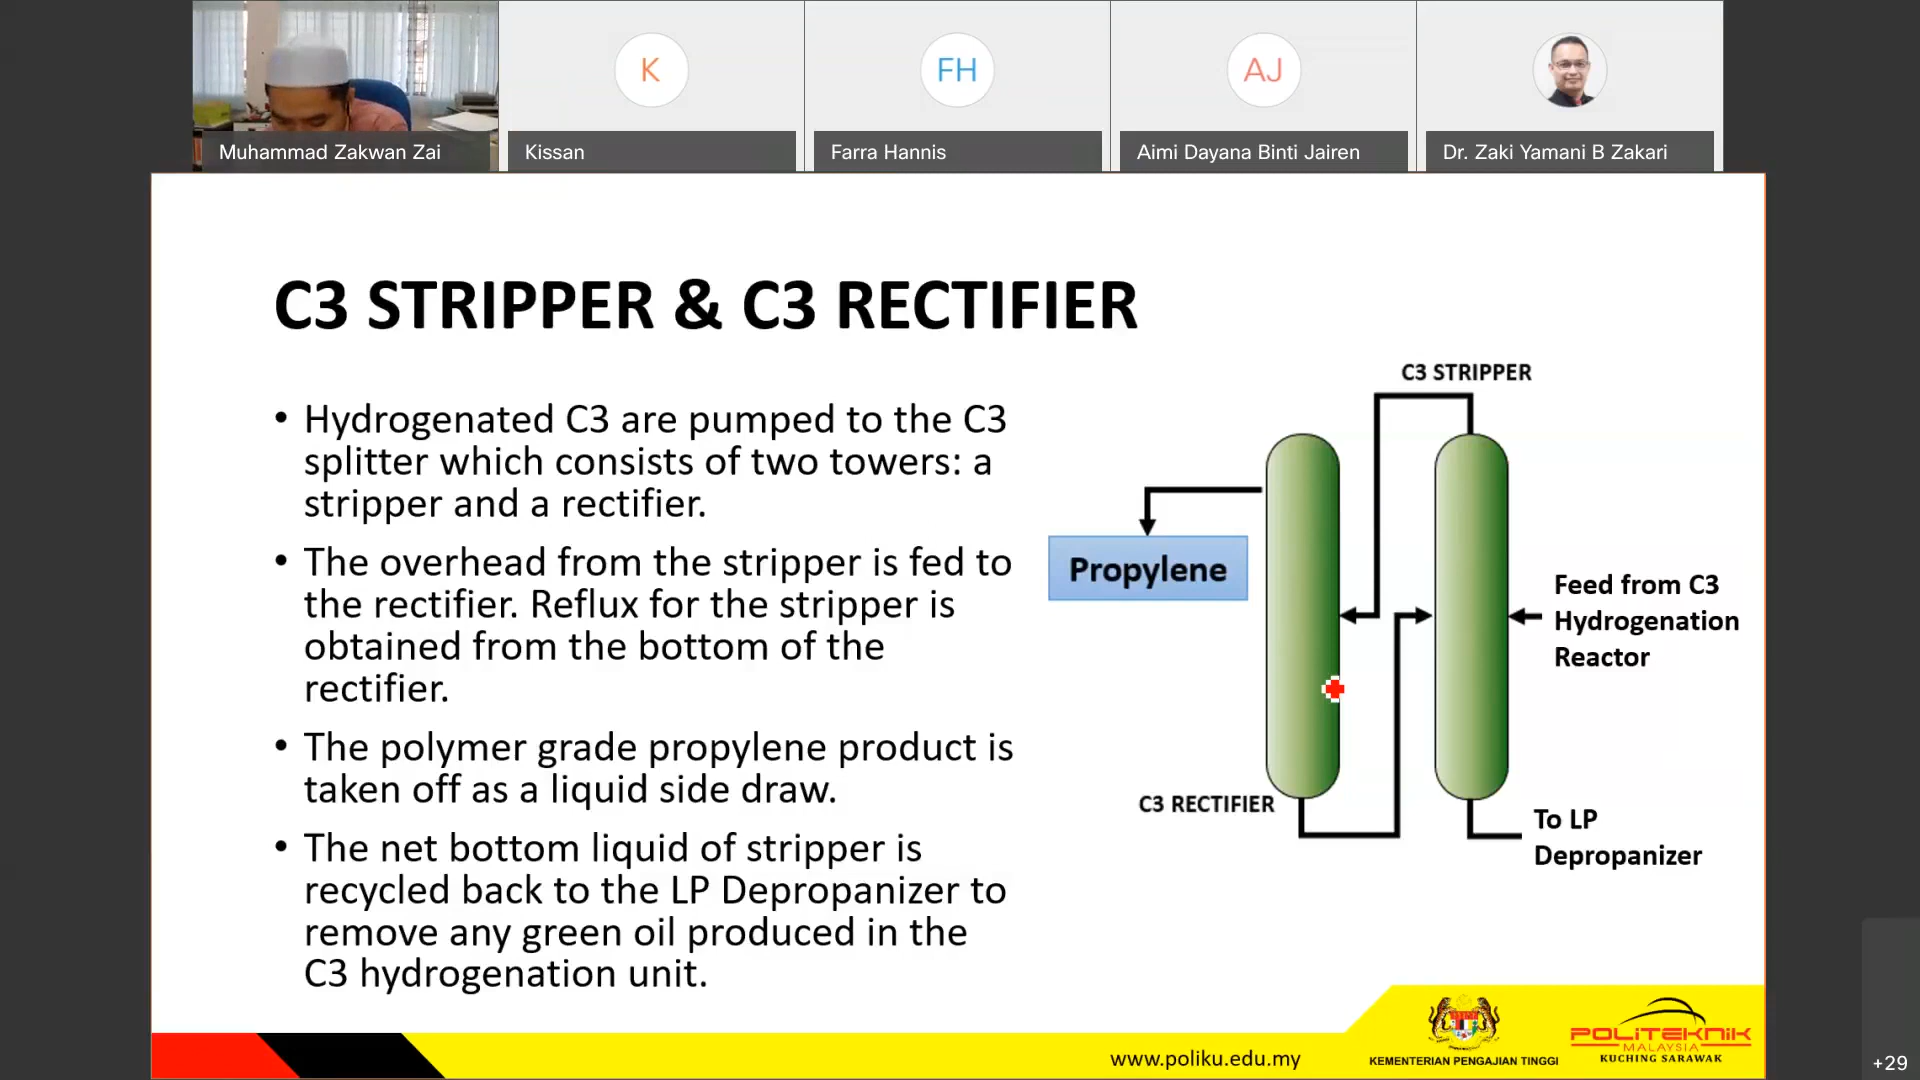 K
FH
AJ
Muhammad Zakwan Zai
Kissan
Farra Hannis
Aimi Dayana Binti Jairen
Dr. Zaki Yamani B Zakari
C3 STRIPPER & C3 RECTIFIER
• Hydrogenated C3 are pumped to the C3
splitter which consists of two towers: a
stripper and a rectifier.
• The overhead from the stripper is fed to
the rectifier. Reflux for the stripper is
obtained from the bottom of the
rectifier.
• The polymer grade propylene product is
taken off as a liquid side draw.
• The net bottom liquid of stripper is
recycled back to the LP Depropanizer to
remove any green oil produced in the
C3 hydrogenation unit.
C3 STRIPPER
Propylene
Feed from C3
Hydrogenation
Reactor
C3 RECTIFIER
To LP
Depropanizer
www.poliku.edu.my
KEMENTERIAN PENGAJIAN TINGGI
POLITEKNIK
MALAYSIA
KUCHING SARAWAK
+29